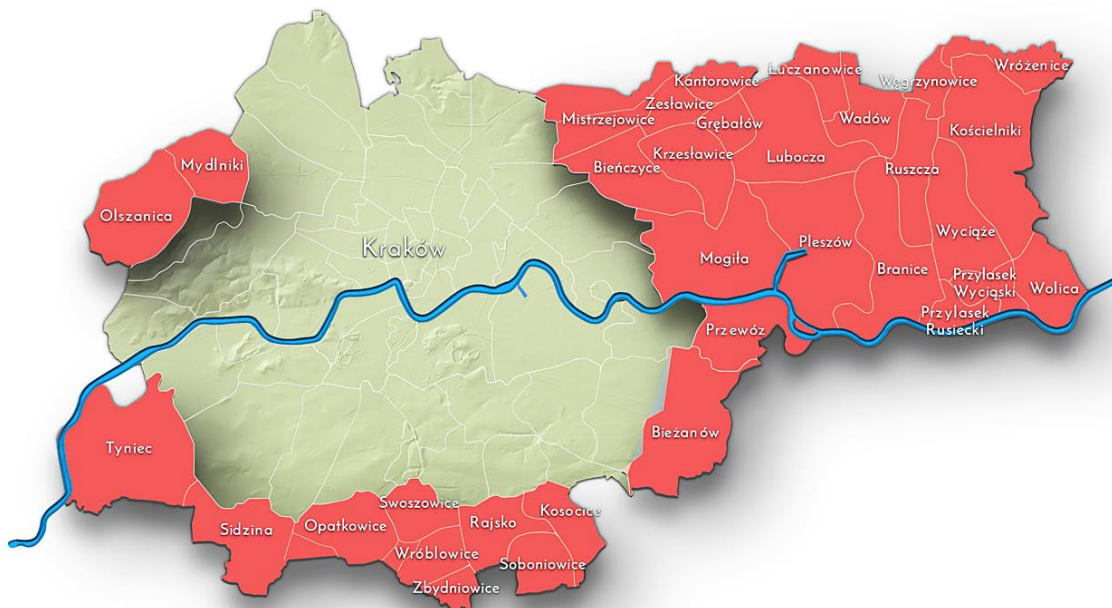 Łuczanowice
Węgrzynowice
Wróżenice
Kantorowice
Zesławice
Mistrzejowice
Grębałów
Wadów
Kościelniki
Krzesławice
Lubocza
Bieńczyce
Ruszcza
Mydlniki
Olszanica
Kraków
Mogiła
Pleszów
Wyciąże
Branice
Przylasek
Wyciąski
Wolica
Przylasek
Rusiecki
Przewóz
Bieżanów
Tyniec
Swoszowice
Sidzina
Opatkowice
Rajsko
Kosocice
Wróblowice
Soboniowice
Zbydniowice